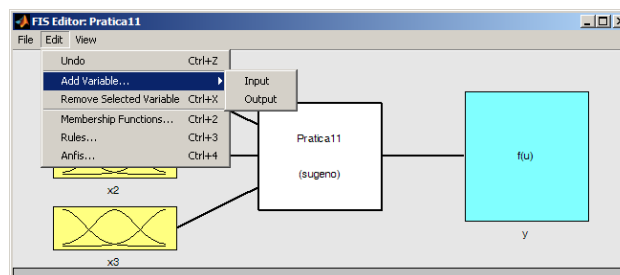 FIS Editor: Pratica11
File Edit View
Undo Ctrl+Z
Add Variable...
Remove Selected Variable Ctrl+X
Membership Functions... Ctrl+2
Rules... Ctrl+3
Anfis... Ctrl+4
Input
Output
Pratica11
(sugeno)
f(u)
x2
y
x3